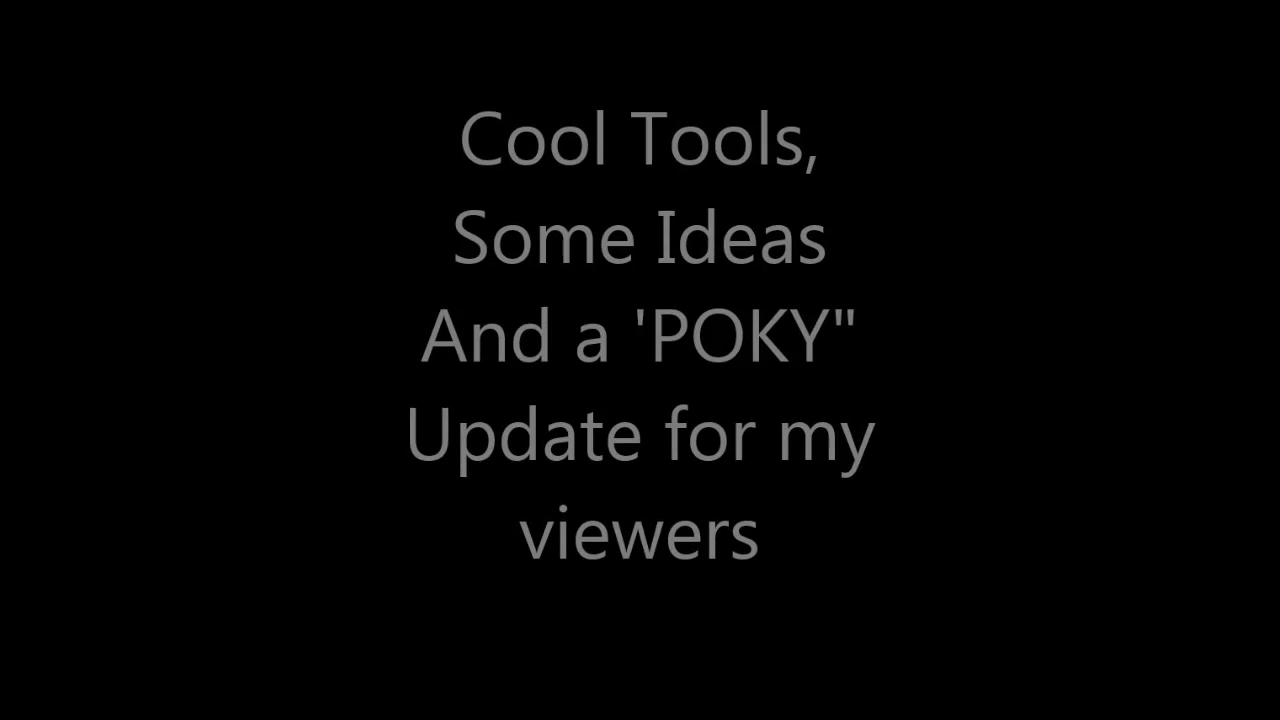 Cool Tools,
Some Ideas
And a 'POKY"
Update for my
viewers